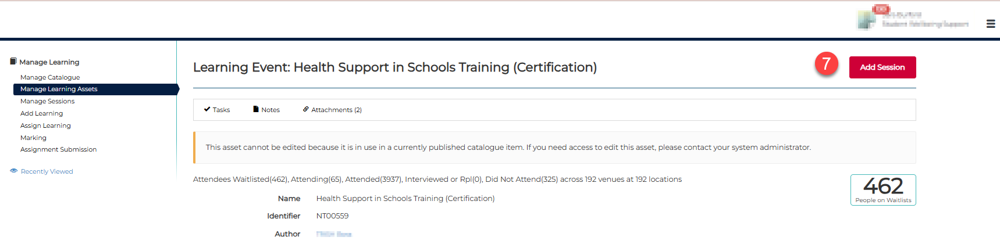 Manage Learning
Manage Catalogue
Manage Learning Assets
Manage Sessions
Add Learning
Assign Learning
Marking
Assignment Submission
Recently Viewed
Learning Event: Health Support in Schools Training (Certification)
7
Add Session
Tasks
Notes
Attachments (2)
This asset cannot be edited because it is in use in a currently published catalogue item. If you need access to edit this asset, please contact your system administrator.
Attendees Waitlisted(462), Attending(65), Attended(3937), Interviewed or Rpl(0), Did Not Attend(325) across 192 venues at 192 locations
462
People on Waitlists
Name Health Support in Schools Training (Certification)
Identifier NT00559
Author